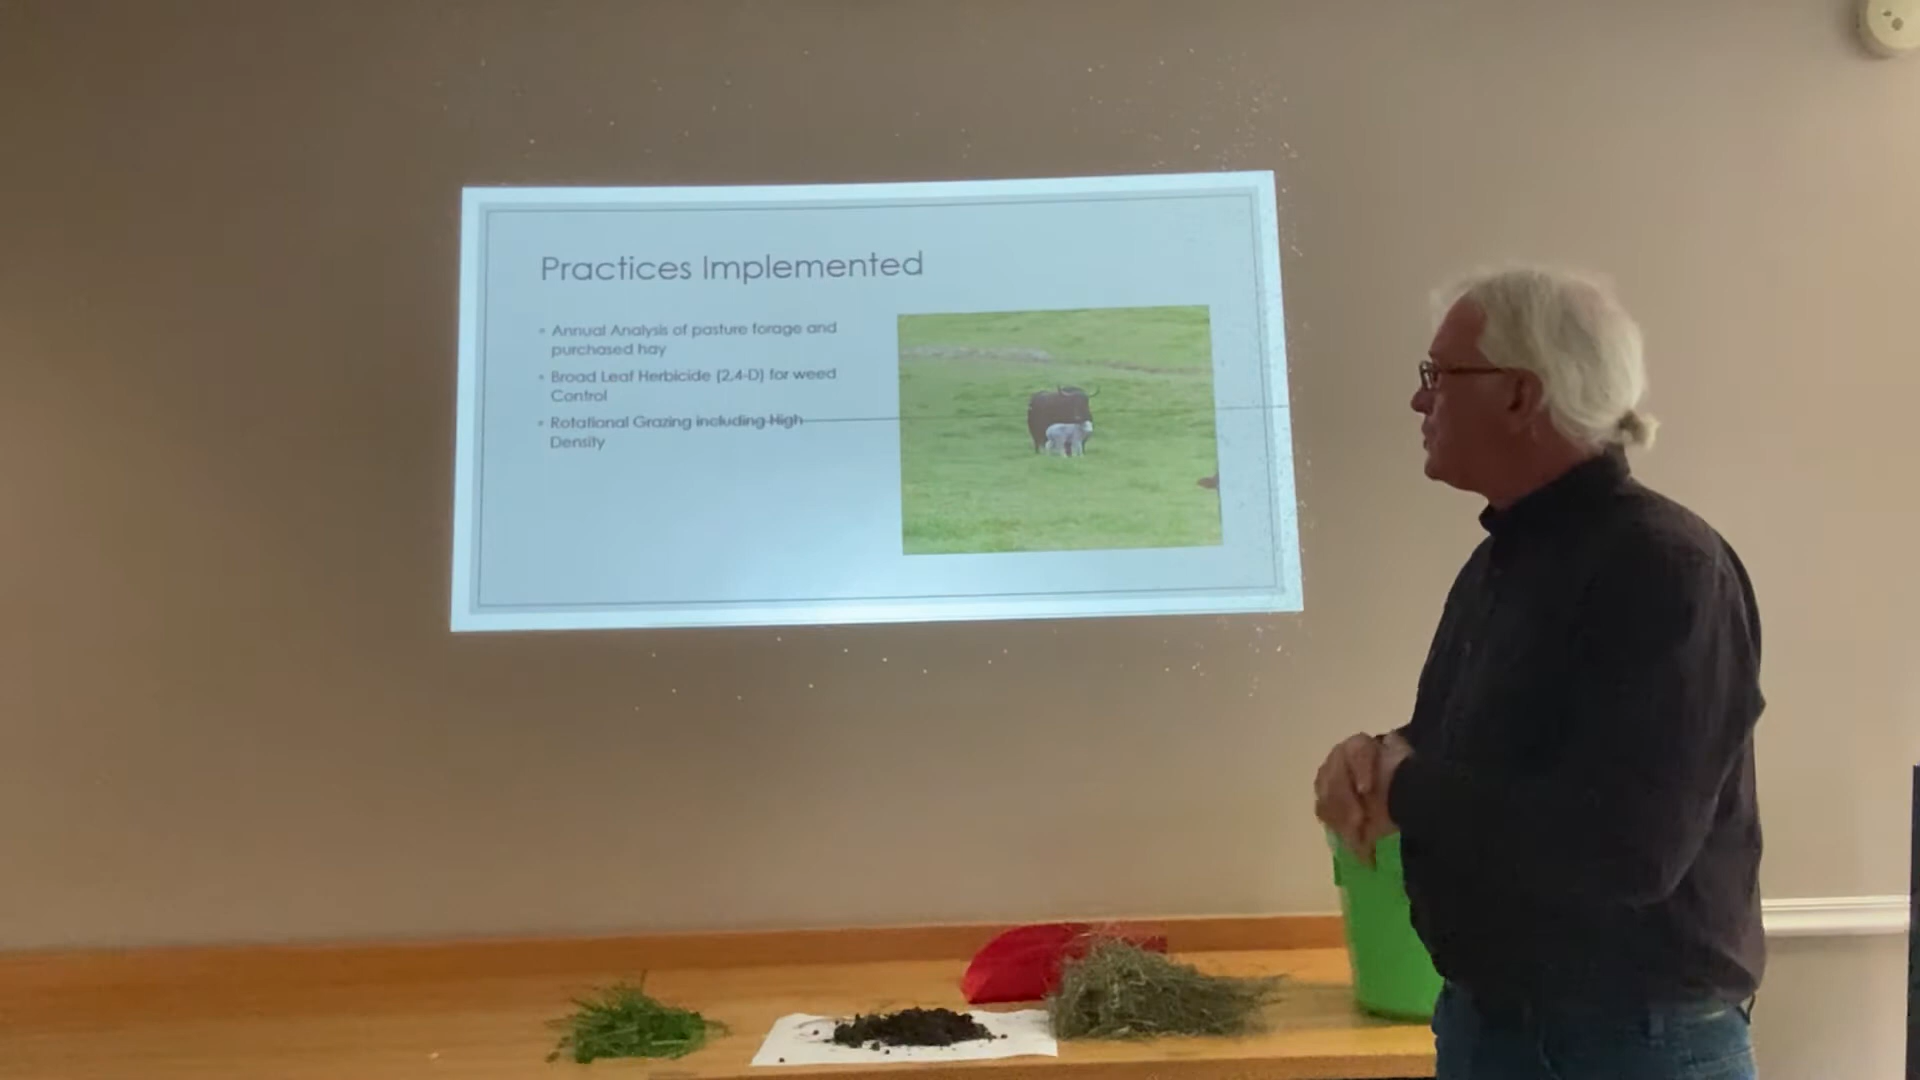 Practices Implemented
Annual Analysis of pasture forage and
purchased hay
Broad Leaf Herbicide (2,4-D) for weed
Control
Rotational Grazing including High
Density